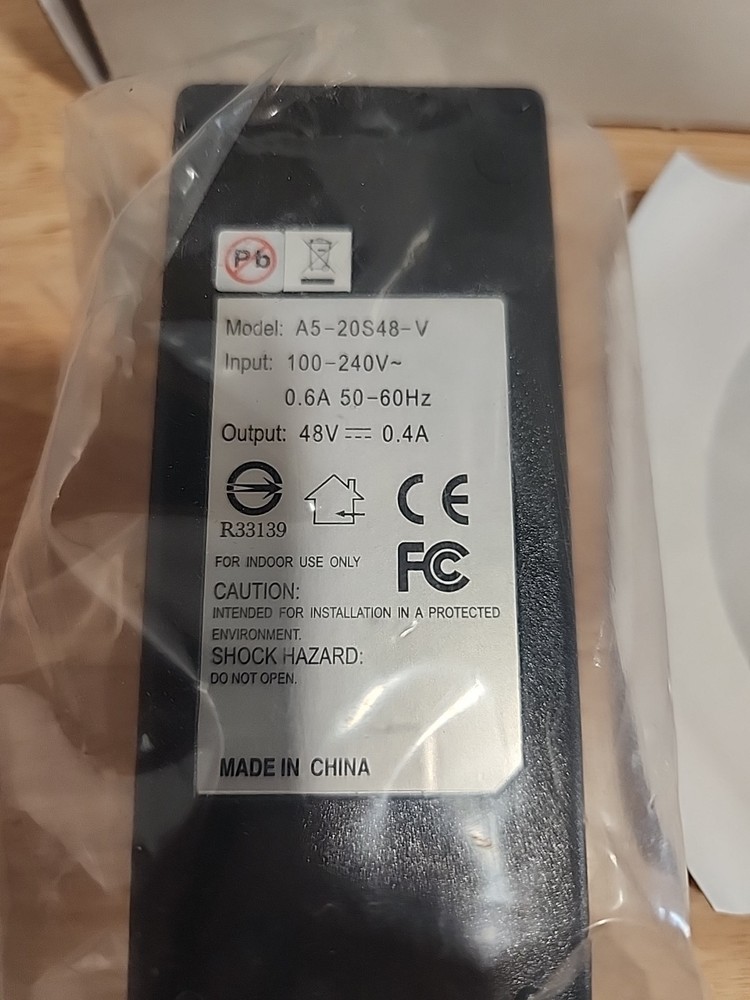 Pb
Model: A5-20S48-V
Input: 100-240V~
0.6A 50-60Hz
Output: 48V⎓0.4A
R33139
CE
FC
FOR INDOOR USE ONLY
CAUTION:
INTENDED FOR INSTALLATION IN A PROTECTED
ENVIRONMENT.
SHOCK HAZARD:
DO NOT OPEN.
MADE IN CHINA